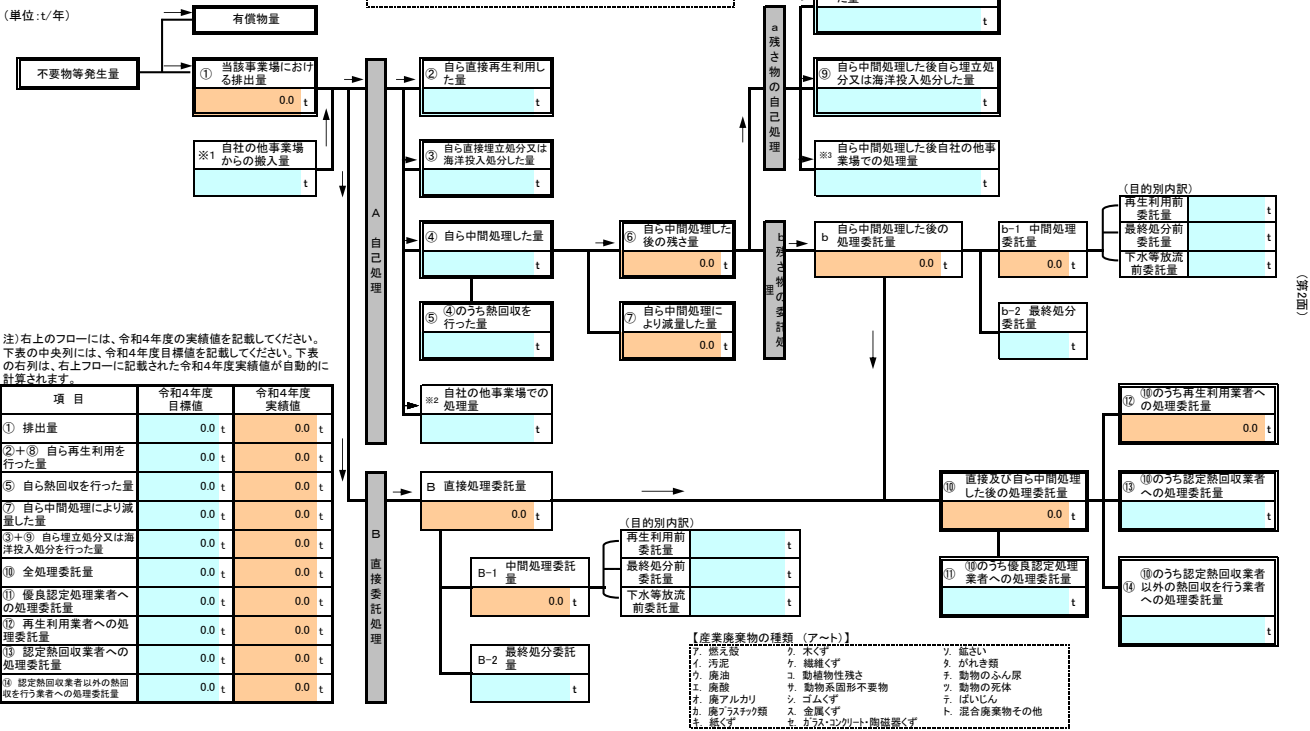 (単位:t/年)
有償物量
不要物等発生量
① 当該事業場におけ
る排出量
0.0 t
※1 自社の他事業場
からの搬入量
t
A 自己処理
② 自ら直接再生利用し
た量
t
③ 自ら直接埋立処分又は
海洋投入処分した量
t
④ 自ら中間処理した量
t
⑤ ④のうち熱回収を
行った量
t
※2 自社の他事業場での
処理量
t
⑥ 自ら中間処理した
後の残さ量
0.0 t
⑦ 自ら中間処理に
より減量した量
0.0 t
a 残さ物の自己処理
t
⑨ 自ら中間処理した後自ら埋立処
分又は海洋投入処分した量
t
※3 自ら中間処理した後自社の他事
業場での処理量
t
b 残さ物の委託処理
b 自ら中間処理した後の
処理委託量
0.0 t
b-1 中間処理
委託量
0.0 t
(目的別内訳)
再生利用前
委託量 t
最終処分前
委託量 t
下水等放流
前委託量 t
b-2 最終処分
委託量
t
(第2面)
注)右上のフローには、令和4年度の実績値を記載してください。
下表の中央列には、令和4年度目標値を記載してください。下表
の右列は、右上フローに記載された令和4年度実績値が自動的に
計算されます。
項 目 令和4年度
目標値 令和4年度
実績値
① 排出量 0.0 t 0.0 t
②+⑧ 自ら再生利用を
行った量 0.0 t 0.0 t
⑤ 自ら熱回収を行った量 0.0 t 0.0 t
⑦ 自ら中間処理により減
量した量 0.0 t 0.0 t
③+⑨ 自ら埋立処分又は海
洋投入処分を行った量 0.0 t 0.0 t
⑩ 全処理委託量 0.0 t 0.0 t
⑪ 優良認定処理業者へ
の処理委託量 0.0 t 0.0 t
⑫ 再生利用業者への処
理委託量 0.0 t 0.0 t
⑬ 認定熱回収業者への
処理委託量 0.0 t 0.0 t
⑭ 認定熱回収業者以外の熱回
収を行う業者への処理委託量 0.0 t 0.0 t
B 直接委託処理
B 直接処理委託量
0.0 t
B-1 中間処理委託
量
0.0 t
(目的別内訳)
再生利用前
委託量 t
最終処分前
委託量 t
下水等放流
前委託量 t
B-2 最終処分委託
量
t
⑩ 直接及び自ら中間処理
した後の処理委託量
0.0 t
⑪ ⑩のうち優良認定処理
業者への処理委託量
t
⑫ ⑩のうち再生利用業者へ
の処理委託量
0.0 t
⑬ ⑩のうち認定熱回収業者
への処理委託量
t
⑭ ⑩のうち認定熱回収業者
以外の熱回収を行う業者
への処理委託量
t
【産業廃棄物の種類 (ア~ト)】
ア. 燃え殻 ク. 木くず ソ. 鉱さい
イ. 汚泥 ケ. 繊維くず タ. がれき類
ウ. 廃油 コ. 動植物性残さ チ. 動物のふん尿
エ. 廃酸 サ. 動物系固形不要物 ツ. 動物の死体
オ. 廃アルカリ シ. ゴムくず テ. ばいじん
カ. 廃プラスチック類 ス. 金属くず ト. 混合廃棄物その他
キ. 紙くず セ. ガラス・コンクリート・陶磁器くず